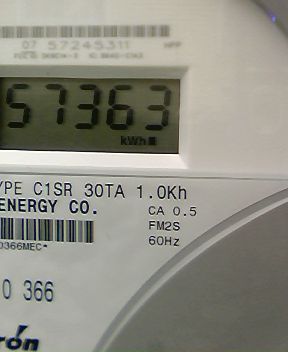 07 57245311
57363
kWh
YPE C1SR 30TA 1.0Kh
ENERGY CO.
CA 0.5
FM2S
60Hz
0366MEC*
0 366
rón